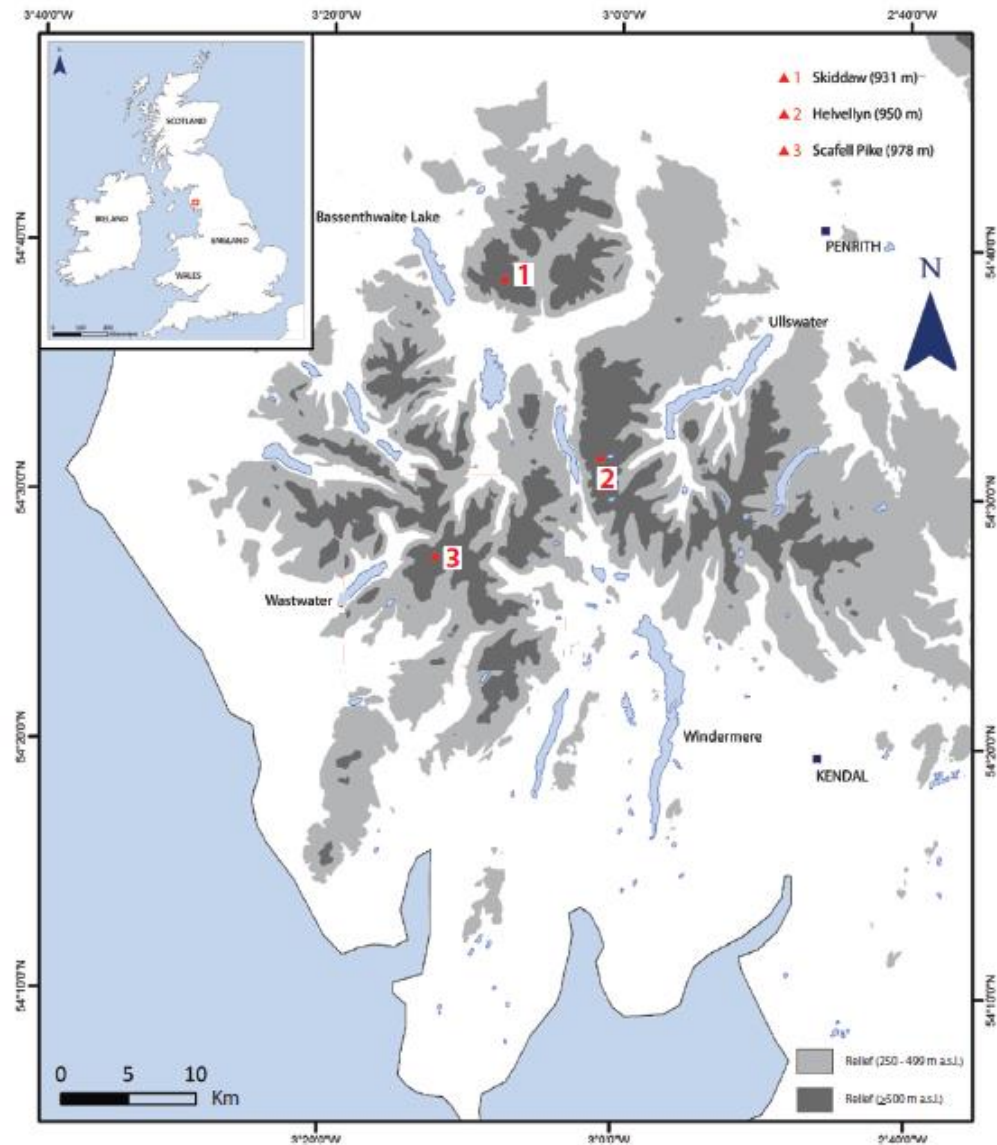 3°40'0"W
3°20'0"W
3°0'0"W
2°40'0"W
N
SCOTLAND
IRELAND
ENGLAND
WALES
1 Skiddaw (931 m)
2 Helvellyn (950 m)
3 Scafell Pike (978 m)
Bassenthwaite Lake
54°40'0"N
54°40'0"N
PENRITH
1
N
Ullswater
2
54°30'0"N
54°30'0"N
3
Wastwater
54°20'0"N
Windermere
54°20'0"N
KENDAL
54°10'0"N
54°10'0"N
Relief (250 - 499 m a.s.l.)
0 5 10
Km
Relief (≥500 m a.s.l.)
3°20'0"W
3°0'0"W
2°40'0"W